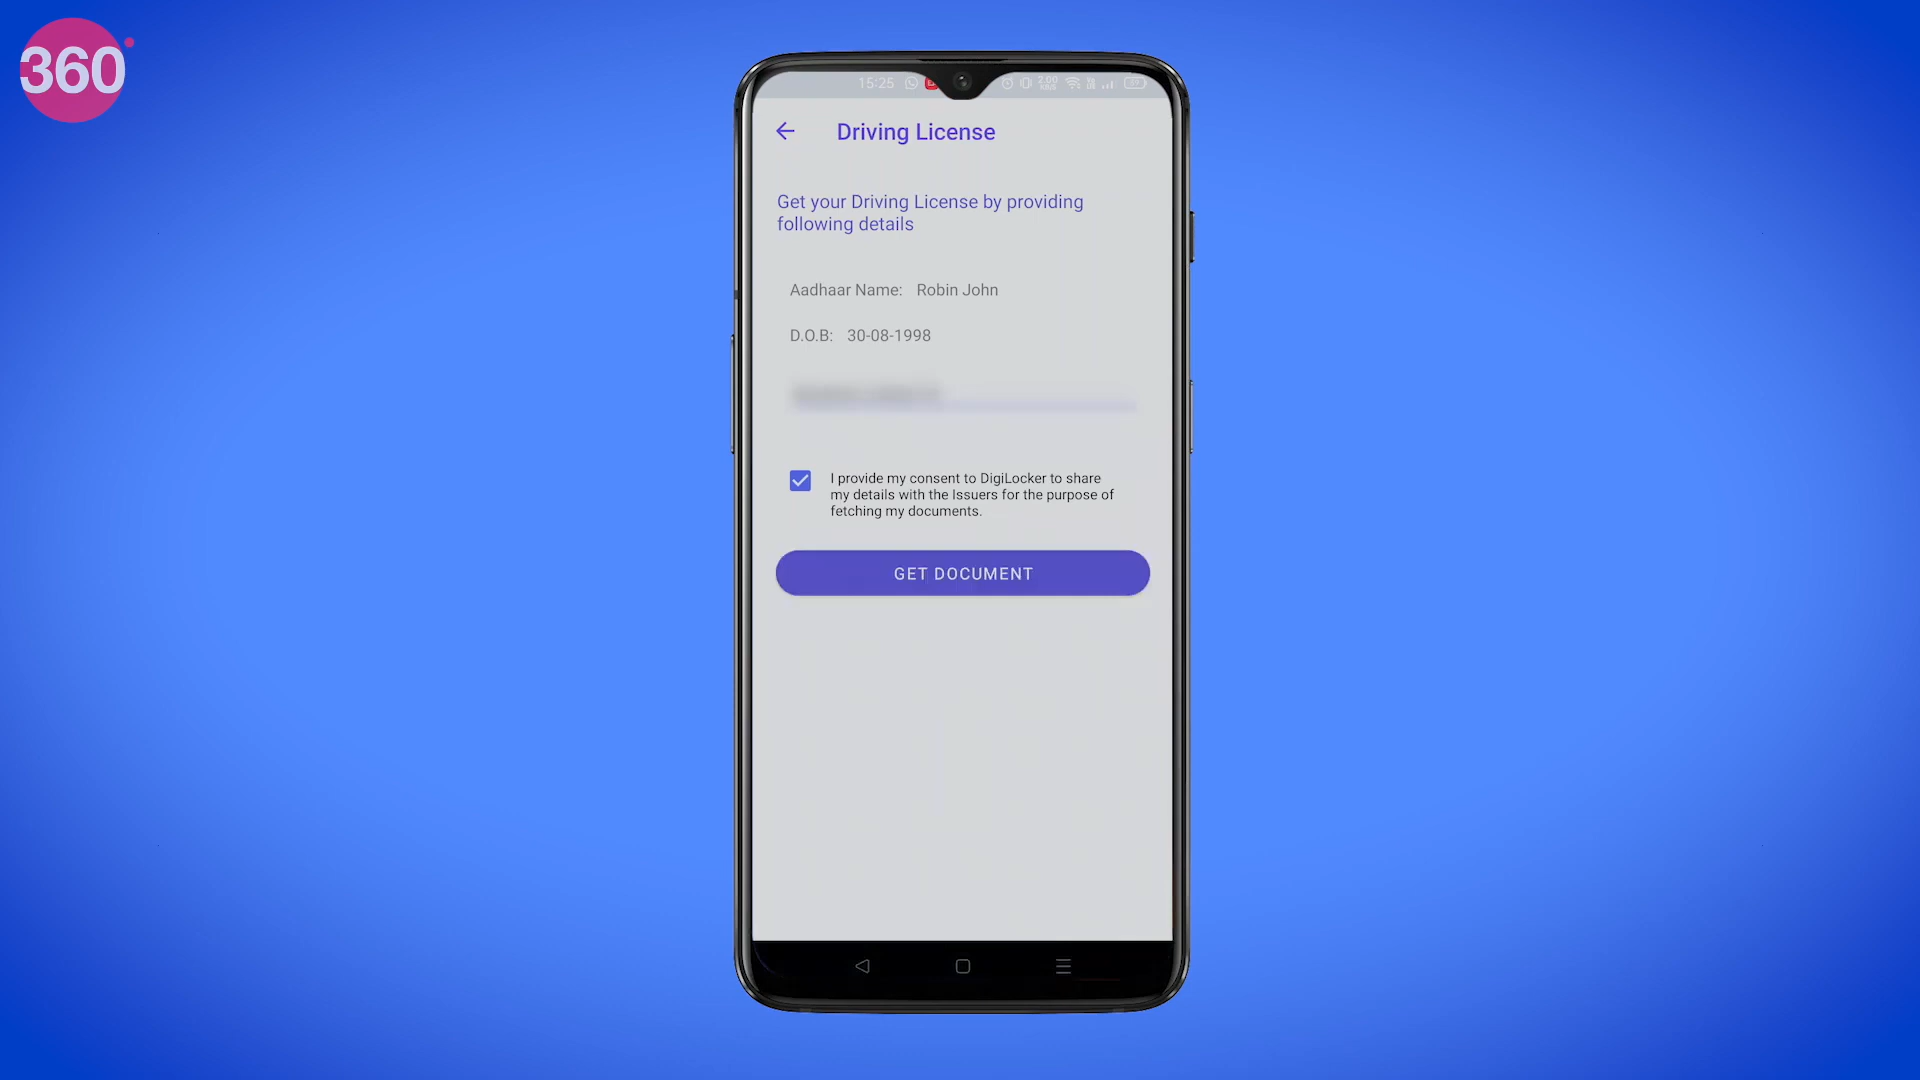 360
15:25
Driving License
Get your Driving License by providing
following details
Aadhaar Name: Robin John
D.O.B: 30-08-1998
I provide my consent to DigiLocker to share
my details with the Issuers for the purpose of
fetching my documents.
GET DOCUMENT